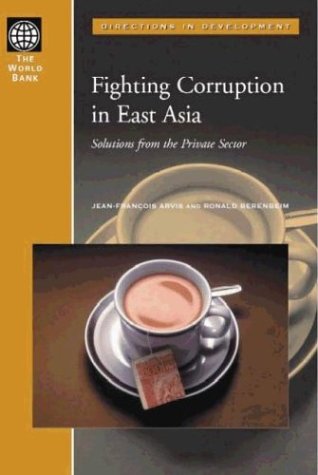 DIRECTIONS IN DEVELOPMENT
THE
WORLD
BANK
Fighting Corruption
in East Asia
Solutions from the Private Sector
JEAN-FRANÇOIS ARVIS AND RONALD BERENBEIM